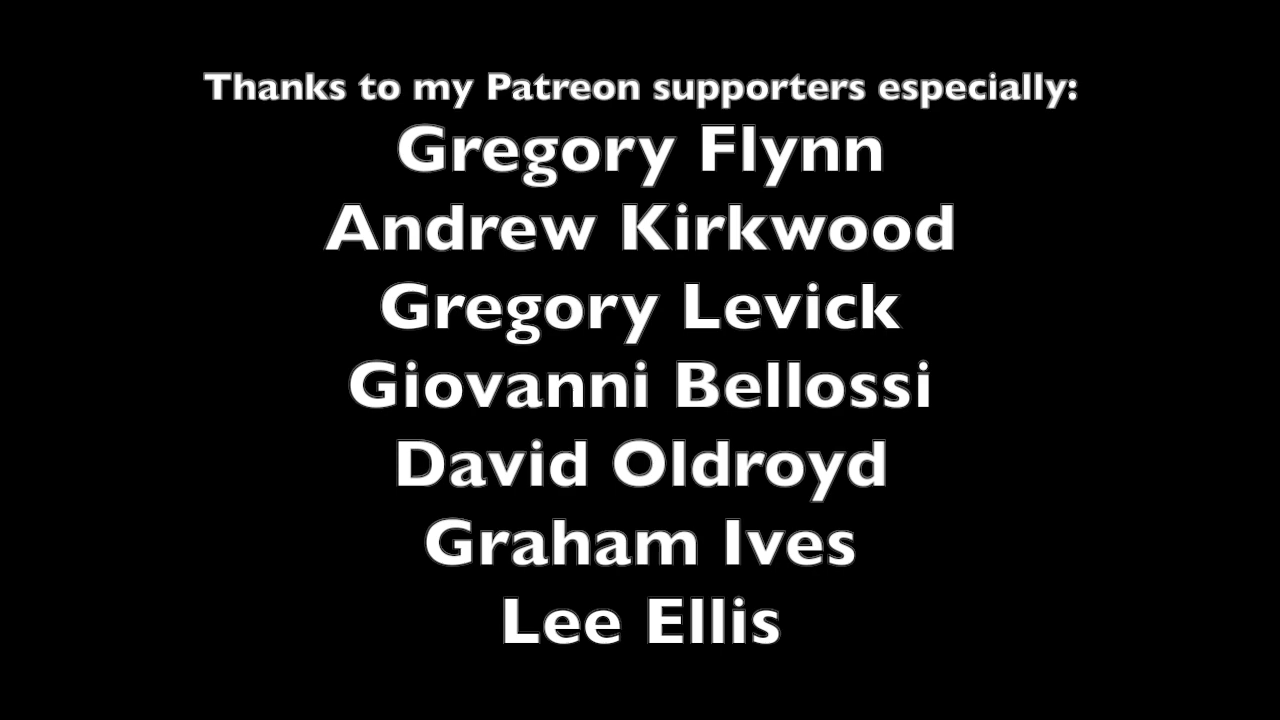 Thanks to my Patreon supporters especially:
Gregory Flynn
Andrew Kirkwood
Gregory Levick
Giovanni Bellossi
David Oldroyd
Graham Ives
Lee Ellis